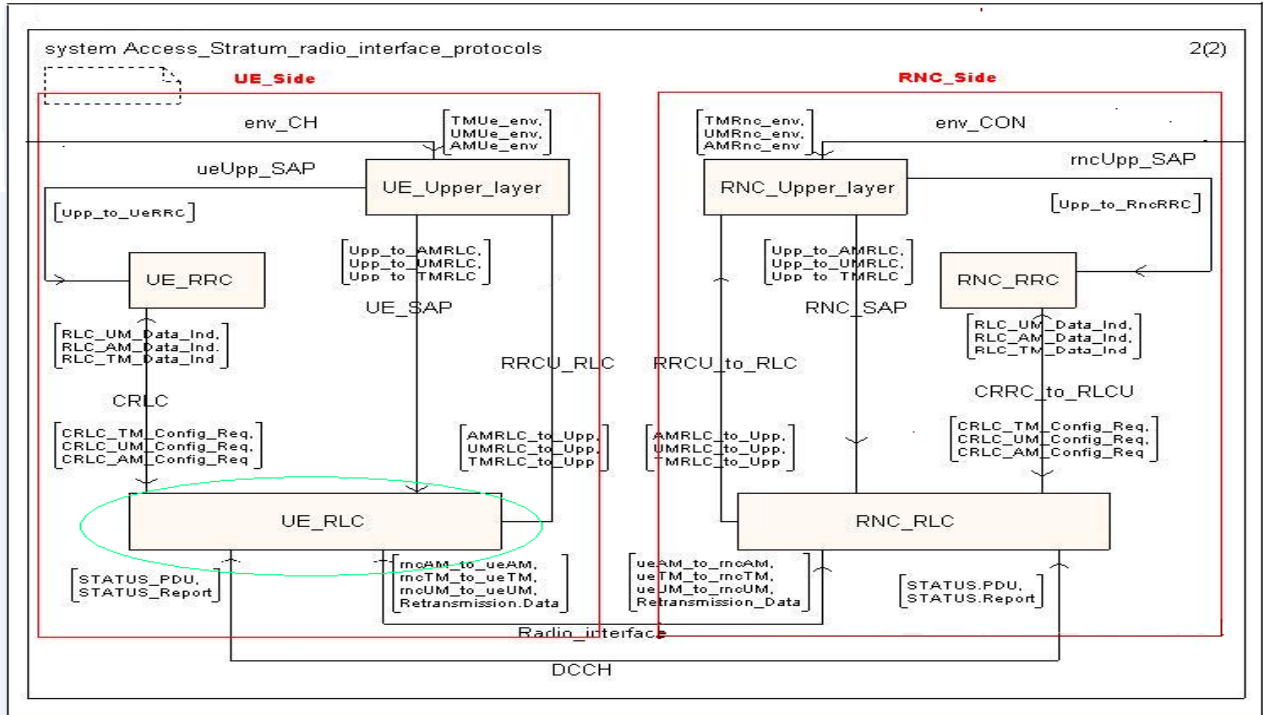 system Access_Stratum_radio_interface_protocols
2(2)
UE_Side
RNC_Side
env_CH
TMUe_env,
UMUe_env,
AMUe_env
TMRnc_env,
UMRnc_env,
AMRnc_env
env_CON
ueUpp_SAP
rncUpp_SAP
UE_Upper_layer
RNC_Upper_layer
Upp_to_UeRRC
Upp_to_RncRRC
Upp_to_AMRLC,
Upp_to_UMRLC,
Upp_to_TMRLC
Upp_to_AMRLC,
Upp_to_UMRLC,
Upp_to_TMRLC
UE_RRC
RNC_RRC
UE_SAP
RNC_SAP
RLC_UM_Data_Ind,
RLC_AM_Data_Ind.
RLC_TM_Data_Ind
RLC_UM_Data_Ind,
RLC_AM_Data_Ind,
RLC_TM_Data_Ind
RRCU_RLC
RRCU_to_RLC
CRLC
CRRC_to_RLCU
CRLC_TM_Config_Req,
CRLC_UM_Config_Req,
CRLC_AM_Config_Req
AMRLC_to_Upp,
UMRLC_to_Upp,
TMRLC_to_Upp
AMRLC_to_Upp,
UMRLC_to_Upp,
TMRLC_to_Upp
CRLC_TM_Config_Req,
CRLC_UM_Config_Req,
CRLC_AM_Config_Req
UE_RLC
RNC_RLC
STATUS_PDU,
STATUS_Report
rncAM_to_ueAM,
rncTM_to_ueTM,
rncUM_to_ueUM,
Retransmission.Data
ueAM_to_rncAM,
ueTM_to_rncTM,
ueUM_to_rncUM,
Retransmission_Data
STATUS.PDU,
STATUS.Report
Radio_interface
DCCH